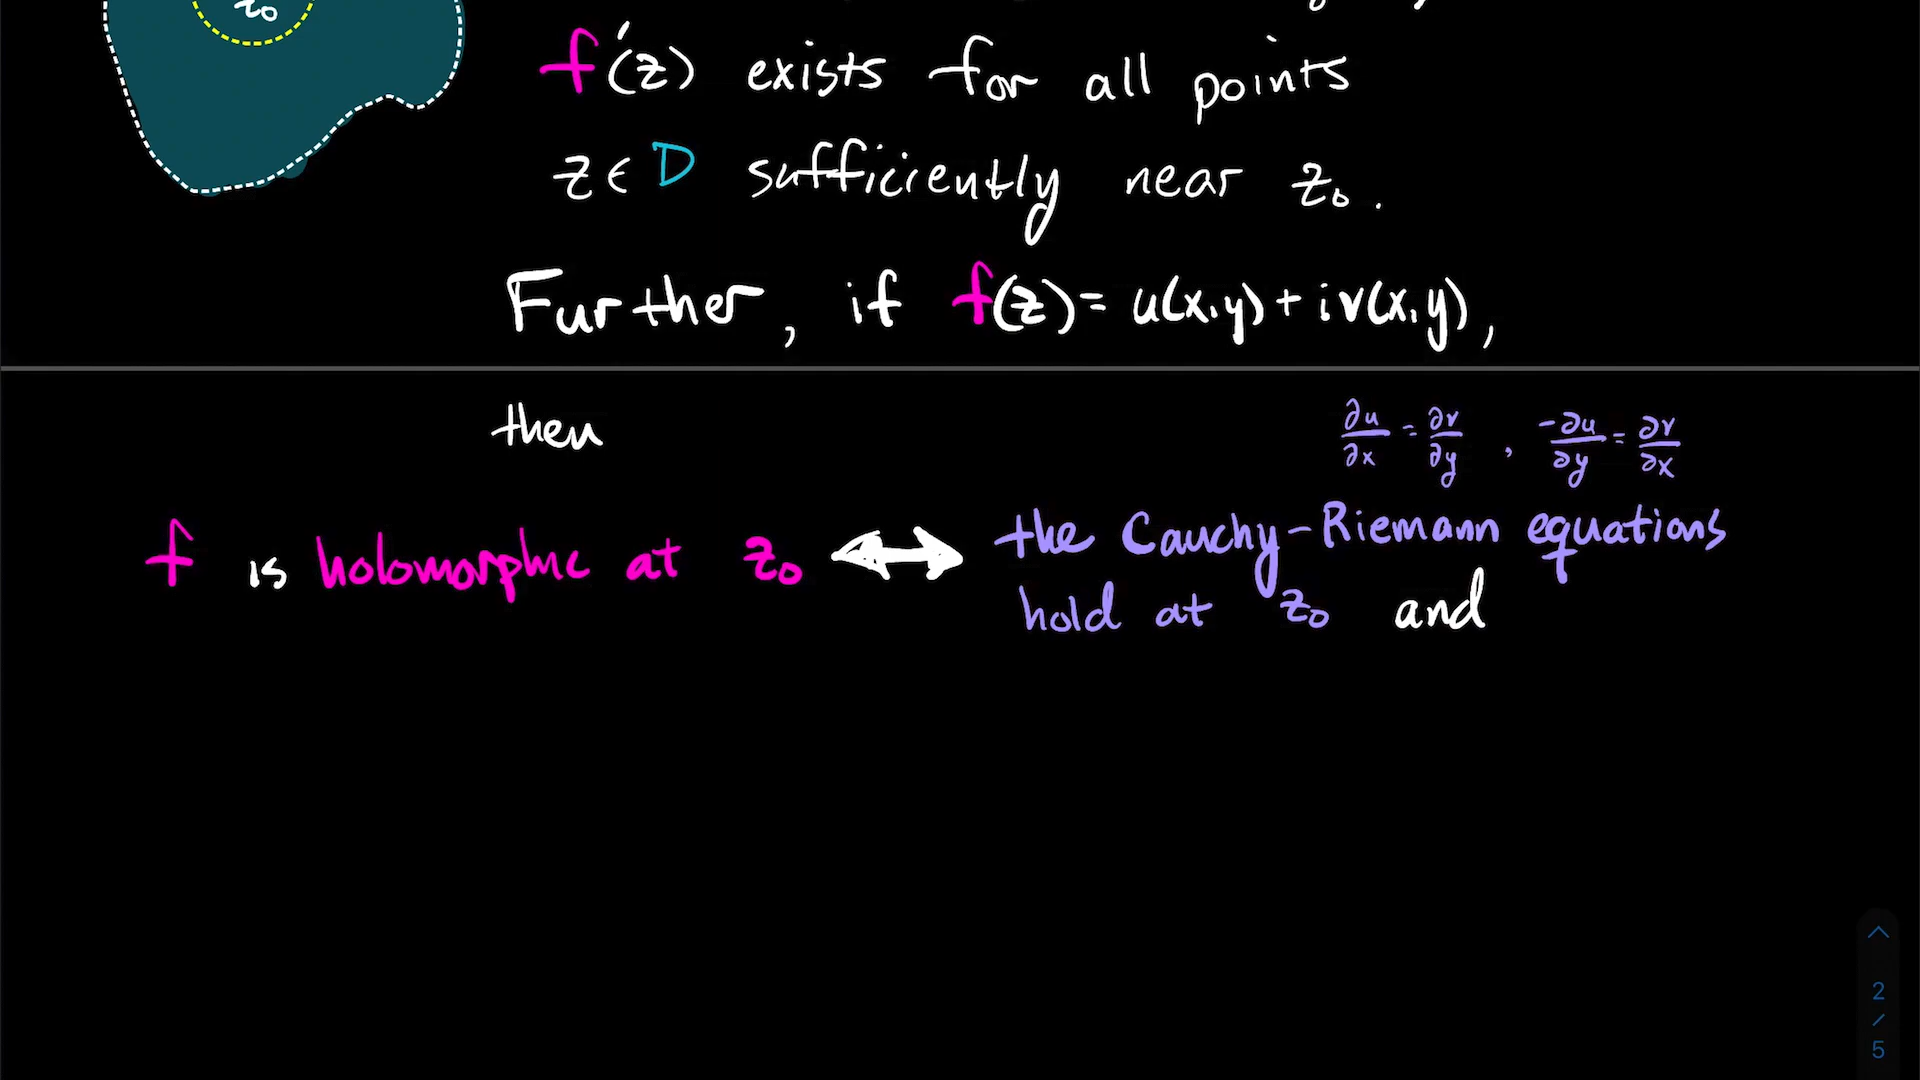 z₀
f'(z) exists for all points
z ∈ D sufficiently near z₀.
Further, if f(z) = u(x,y) + iv(x,y),
then
∂u/∂x = ∂v/∂y , -∂u/∂y = ∂v/∂x
f is holomorphic at z₀ ⟷ the Cauchy-Riemann equations
hold at z₀ and
2
/
5